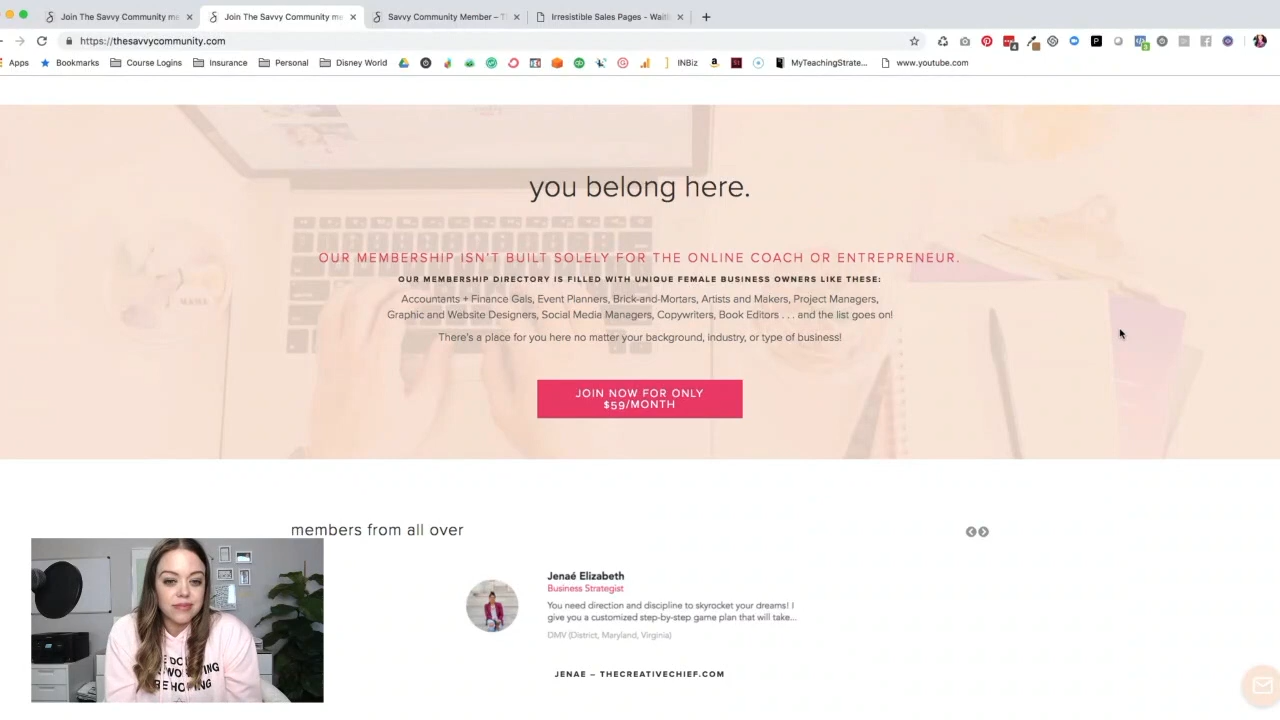 Join The Savvy Community me
Join The Savvy Community me
Savvy Community Member – T
Irresistible Sales Pages - Waitl
https://thesavvycommunity.com
Apps
Bookmarks
Course Logins
Insurance
Personal
Disney World
INBiz
MyTeachingStrate...
www.youtube.com
you belong here.
OUR MEMBERSHIP ISN'T BUILT SOLELY FOR THE ONLINE COACH OR ENTREPRENEUR.
OUR MEMBERSHIP DIRECTORY IS FILLED WITH UNIQUE FEMALE BUSINESS OWNERS LIKE THESE:
Accountants + Finance Gals, Event Planners, Brick-and-Mortars, Artists and Makers, Project Managers,
Graphic and Website Designers, Social Media Managers, Copywriters, Book Editors . . . and the list goes on!
There's a place for you here no matter your background, industry, or type of business!
JOIN NOW FOR ONLY
$59/MONTH
members from all over
Jenaé Elizabeth
Business Strategist
You need direction and discipline to skyrocket your dreams! I
give you a customized step-by-step game plan that will take...
DMV (District, Maryland, Virginia)
JENAE – THECREATIVECHIEF.COM